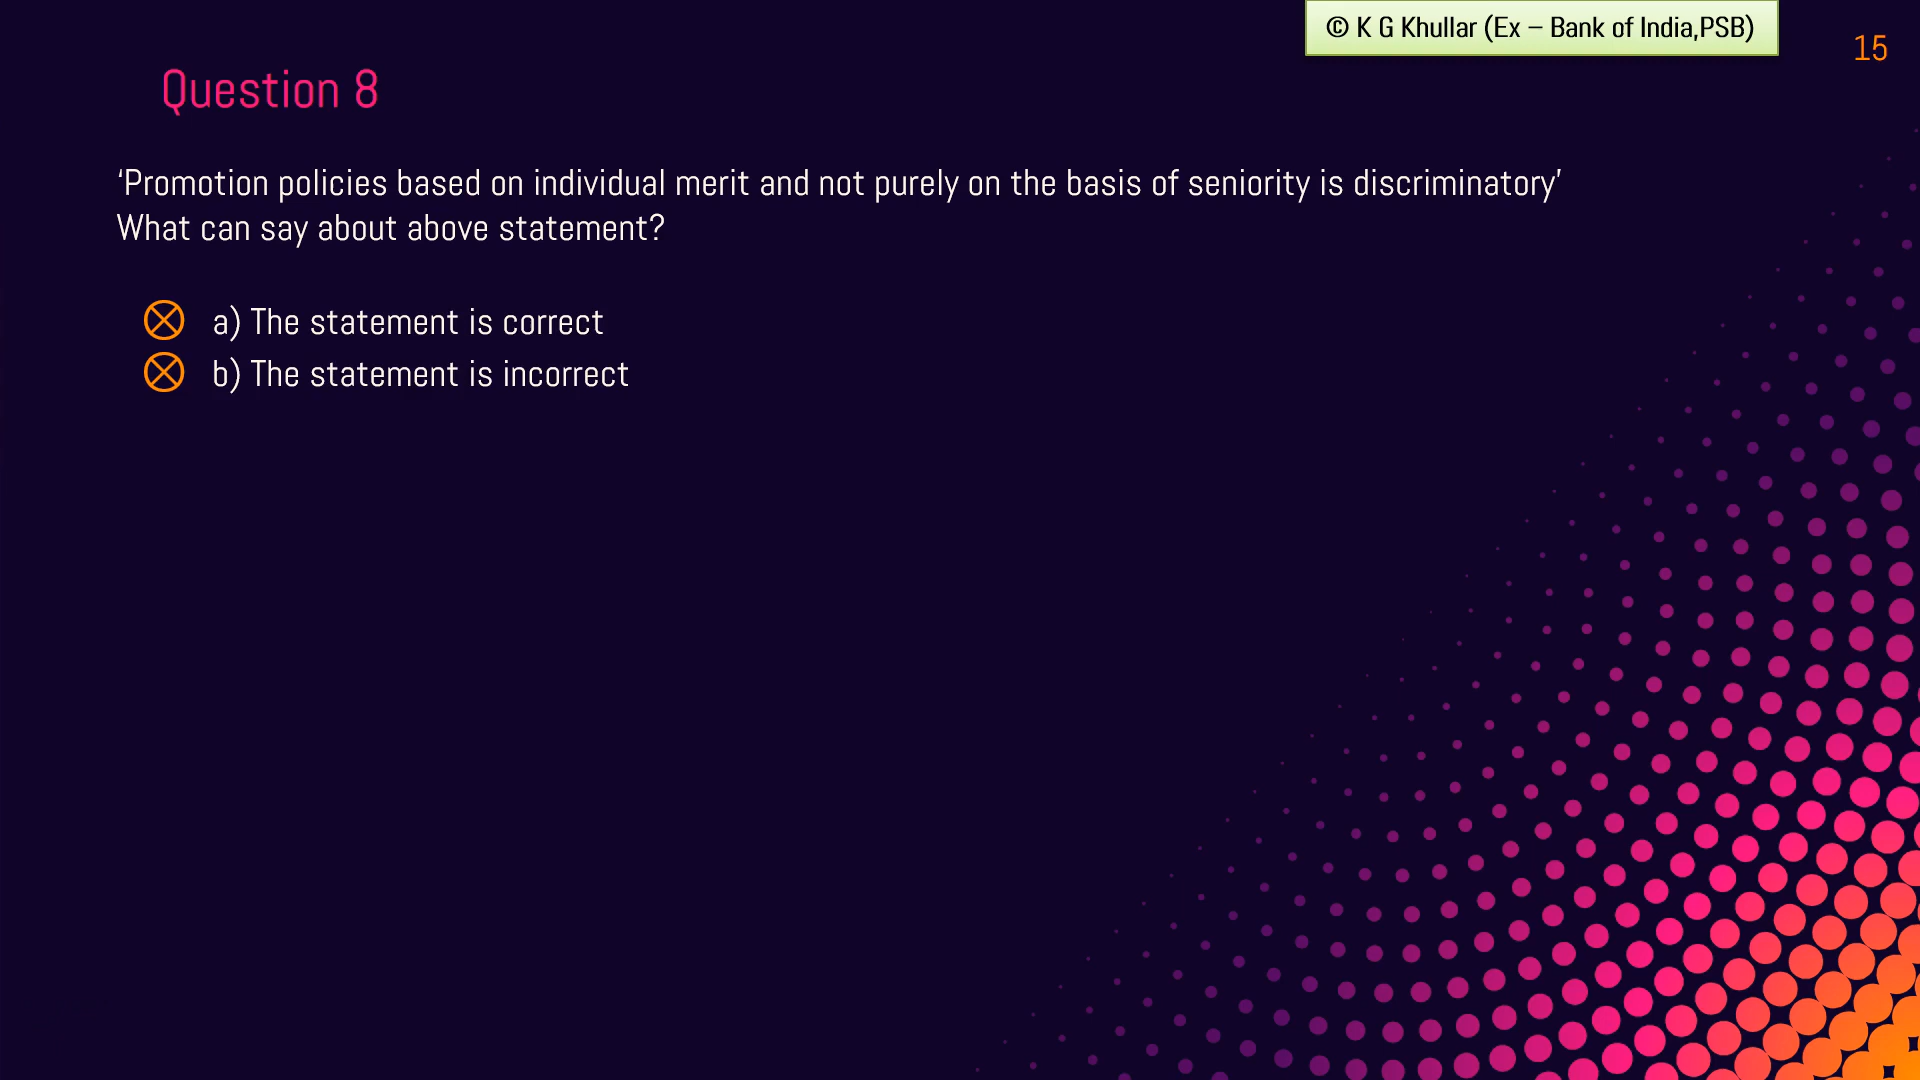 © K G Khullar (Ex – Bank of India,PSB)
15
Question 8
‘Promotion policies based on individual merit and not purely on the basis of seniority is discriminatory’
What can say about above statement?
a) The statement is correct
b) The statement is incorrect